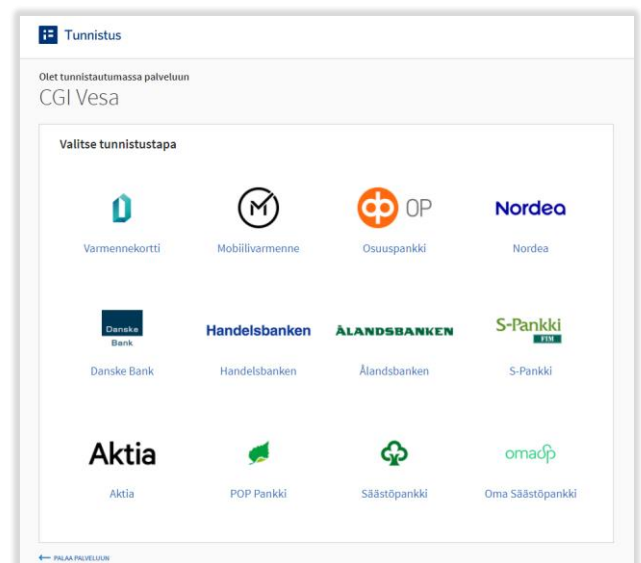 Tunnistus
Olet tunnistautumassa palveluun
CGI Vesa
Valitse tunnistustapa
OP Nordea
Varmennekortti Mobiilivarmenne Osuuspankki Nordea
Danske Bank Handelsbanken ÅLANDSBANKEN S-Pankki FIM
Danske Bank Handelsbanken Ålandsbanken S-Pankki
Aktia omasp
Aktia POP Pankki Säästöpankki Oma Säästöpankki
PALAA PALVELUUN